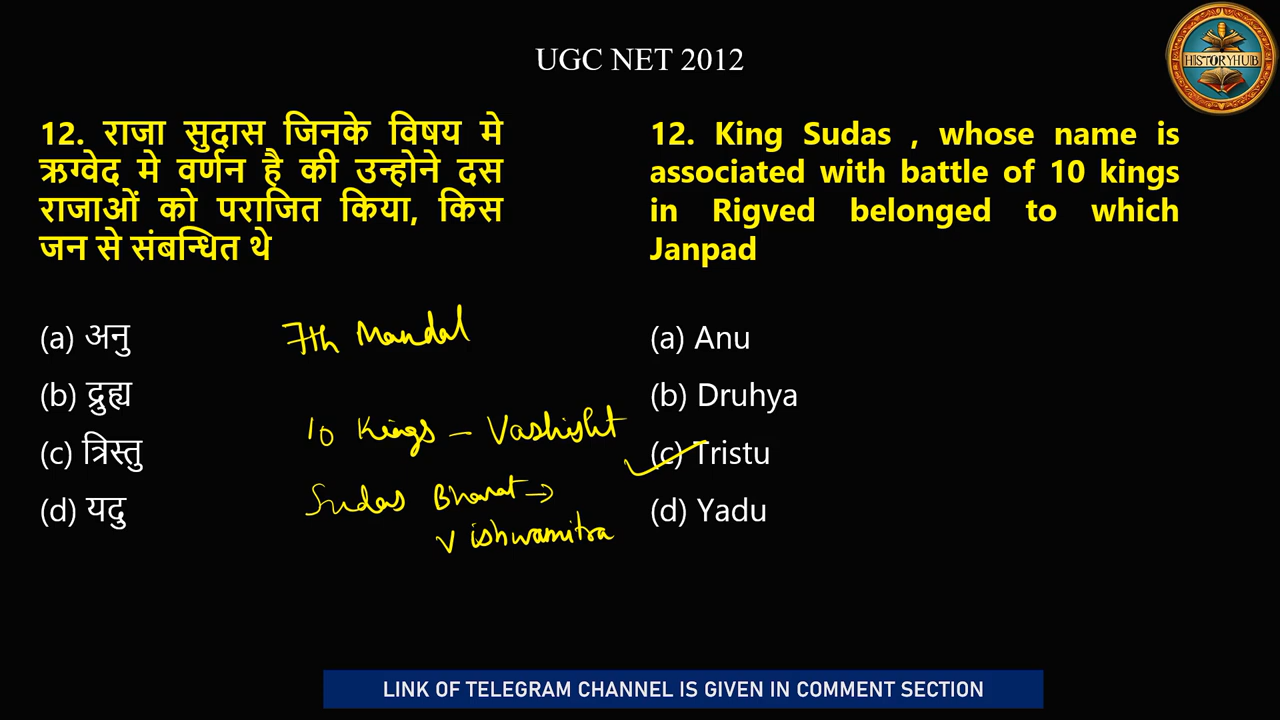 UGC NET 2012
HISTORYHUB
12. राजा सुदास जिनके विषय मे
ऋग्वेद मे वर्णन है की उन्होने दस
राजाओं को पराजित किया, किस
जन से संबन्धित थे
(a) अनु
(b) द्रुह्य
(c) त्रिस्तु
(d) यदु
7th Mandal
10 Kings – Vashisht
Sudas Bharat →
Vishwamitra
12. King Sudas , whose name is
associated with battle of 10 kings
in Rigved belonged to which
Janpad
(a) Anu
(b) Druhya
(c) Tristu
(d) Yadu
LINK OF TELEGRAM CHANNEL IS GIVEN IN COMMENT SECTION